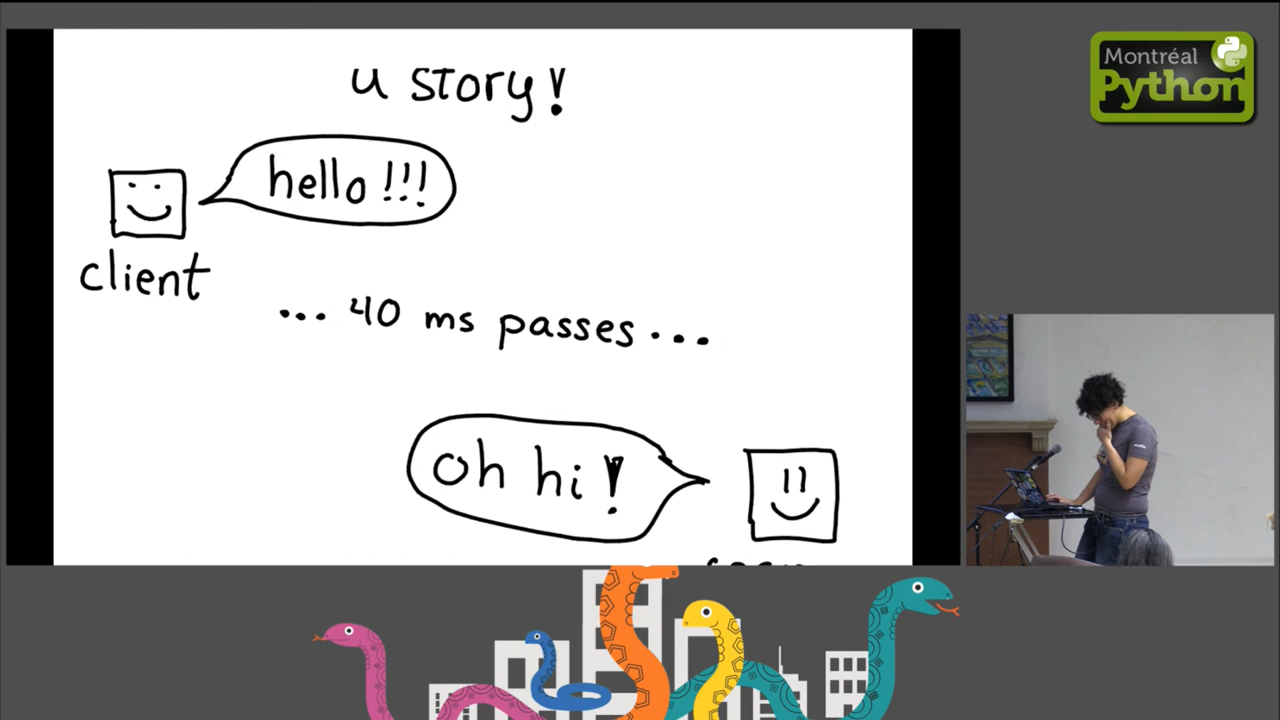 u story!
hello!!!
client
... 40 ms passes...
oh hi!
Montréal
Python